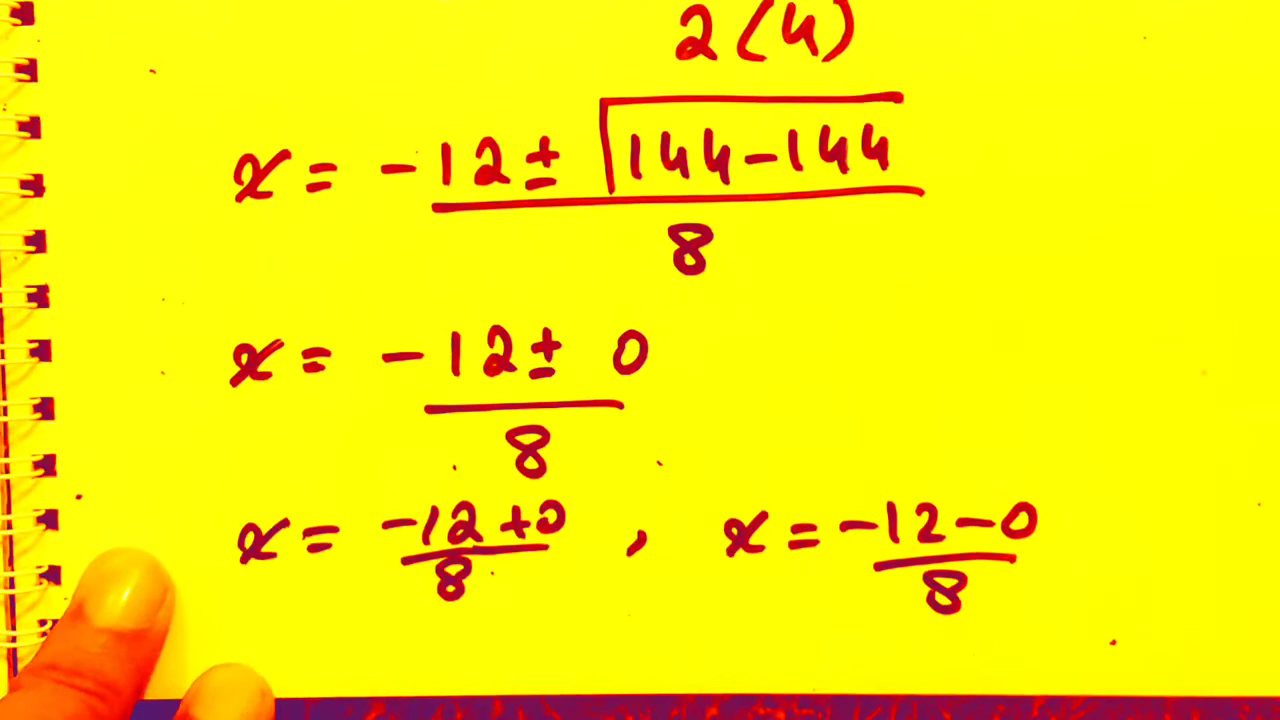 2(4)
x = -12 ± √144-144
8
x = -12 ± 0
8
x = -12+0 , x = -12-0
8 8